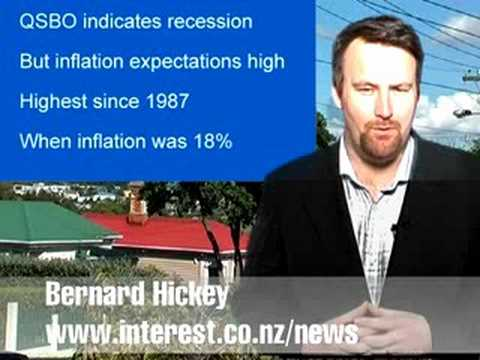 QSBO indicates recession
But inflation expectations high
Highest since 1987
When inflation was 18%
Bernard Hickey
www.interest.co.nz/news